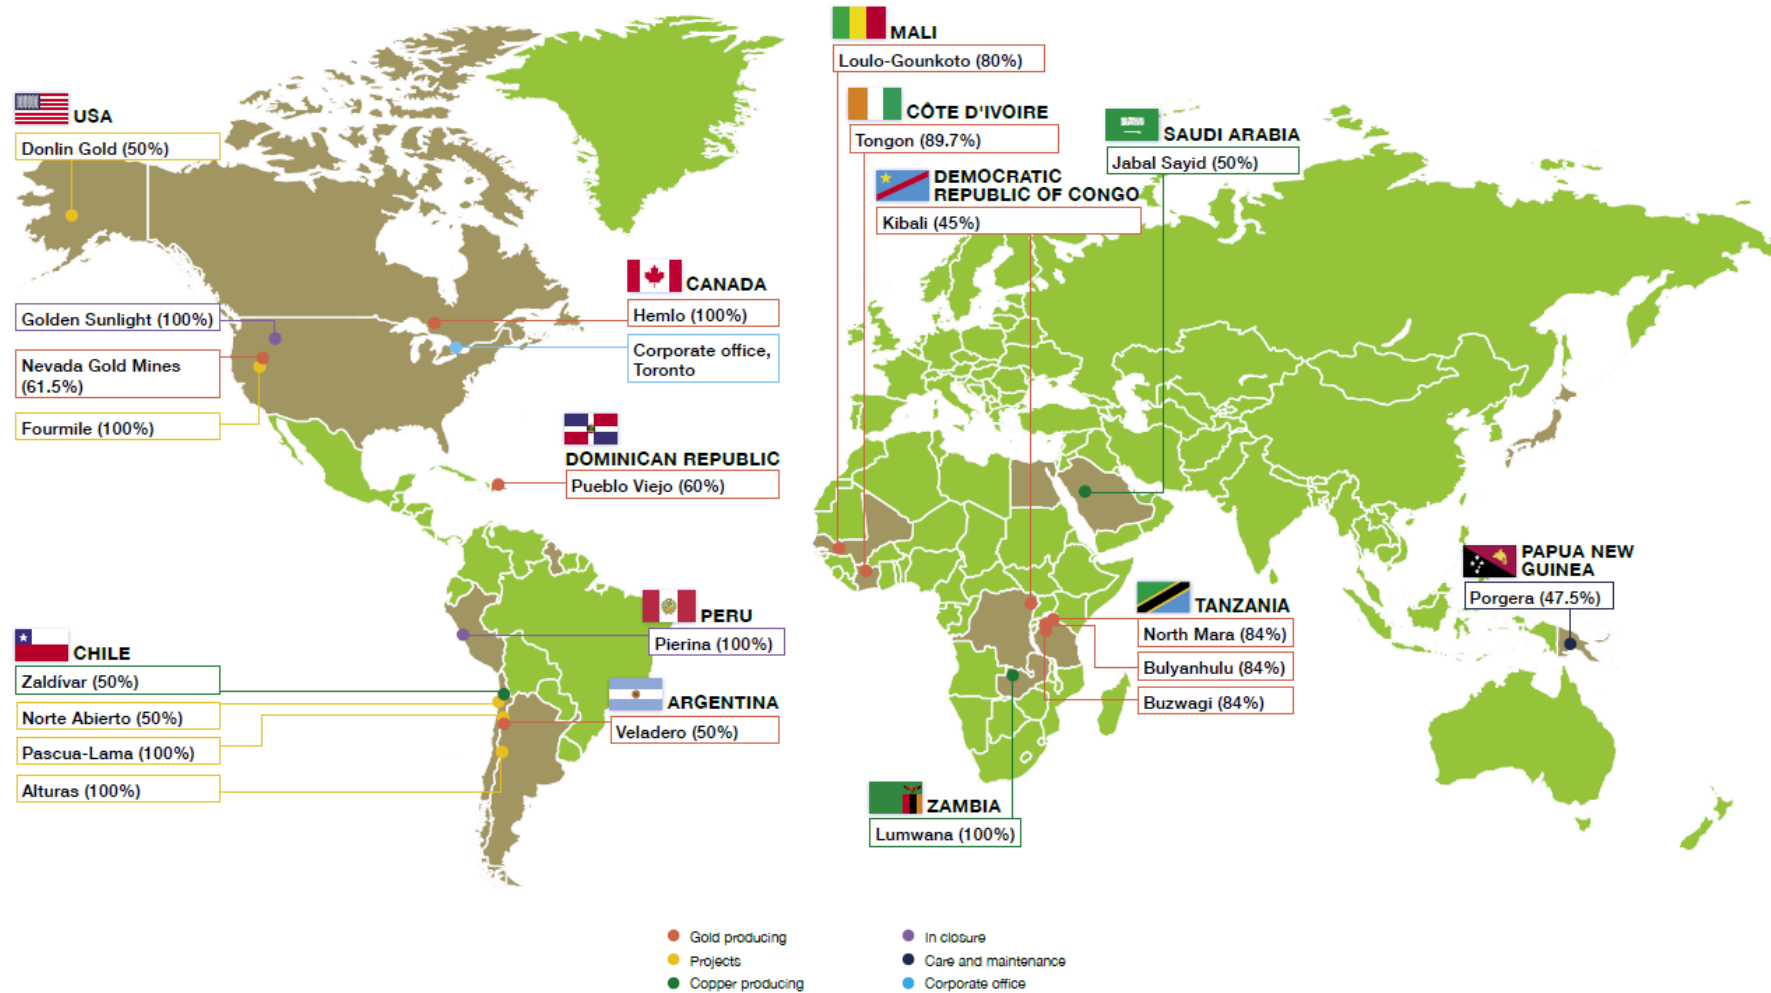 USA
Donlin Gold (50%)
Golden Sunlight (100%)
Nevada Gold Mines
(61.5%)
Fourmile (100%)
CANADA
Hemlo (100%)
Corporate office,
Toronto
DOMINICAN REPUBLIC
Pueblo Viejo (60%)
PERU
Pierina (100%)
CHILE
Zaldívar (50%)
Norte Abierto (50%)
Pascua-Lama (100%)
Alturas (100%)
ARGENTINA
Veladero (50%)
MALI
Loulo-Gounkoto (80%)
CÔTE D'IVOIRE
Tongon (89.7%)
DEMOCRATIC
REPUBLIC OF CONGO
Kibali (45%)
SAUDI ARABIA
Jabal Sayid (50%)
TANZANIA
North Mara (84%)
Bulyanhulu (84%)
Buzwagi (84%)
ZAMBIA
Lumwana (100%)
PAPUA NEW
GUINEA
Porgera (47.5%)
Gold producing
Projects
Copper producing
In closure
Care and maintenance
Corporate office